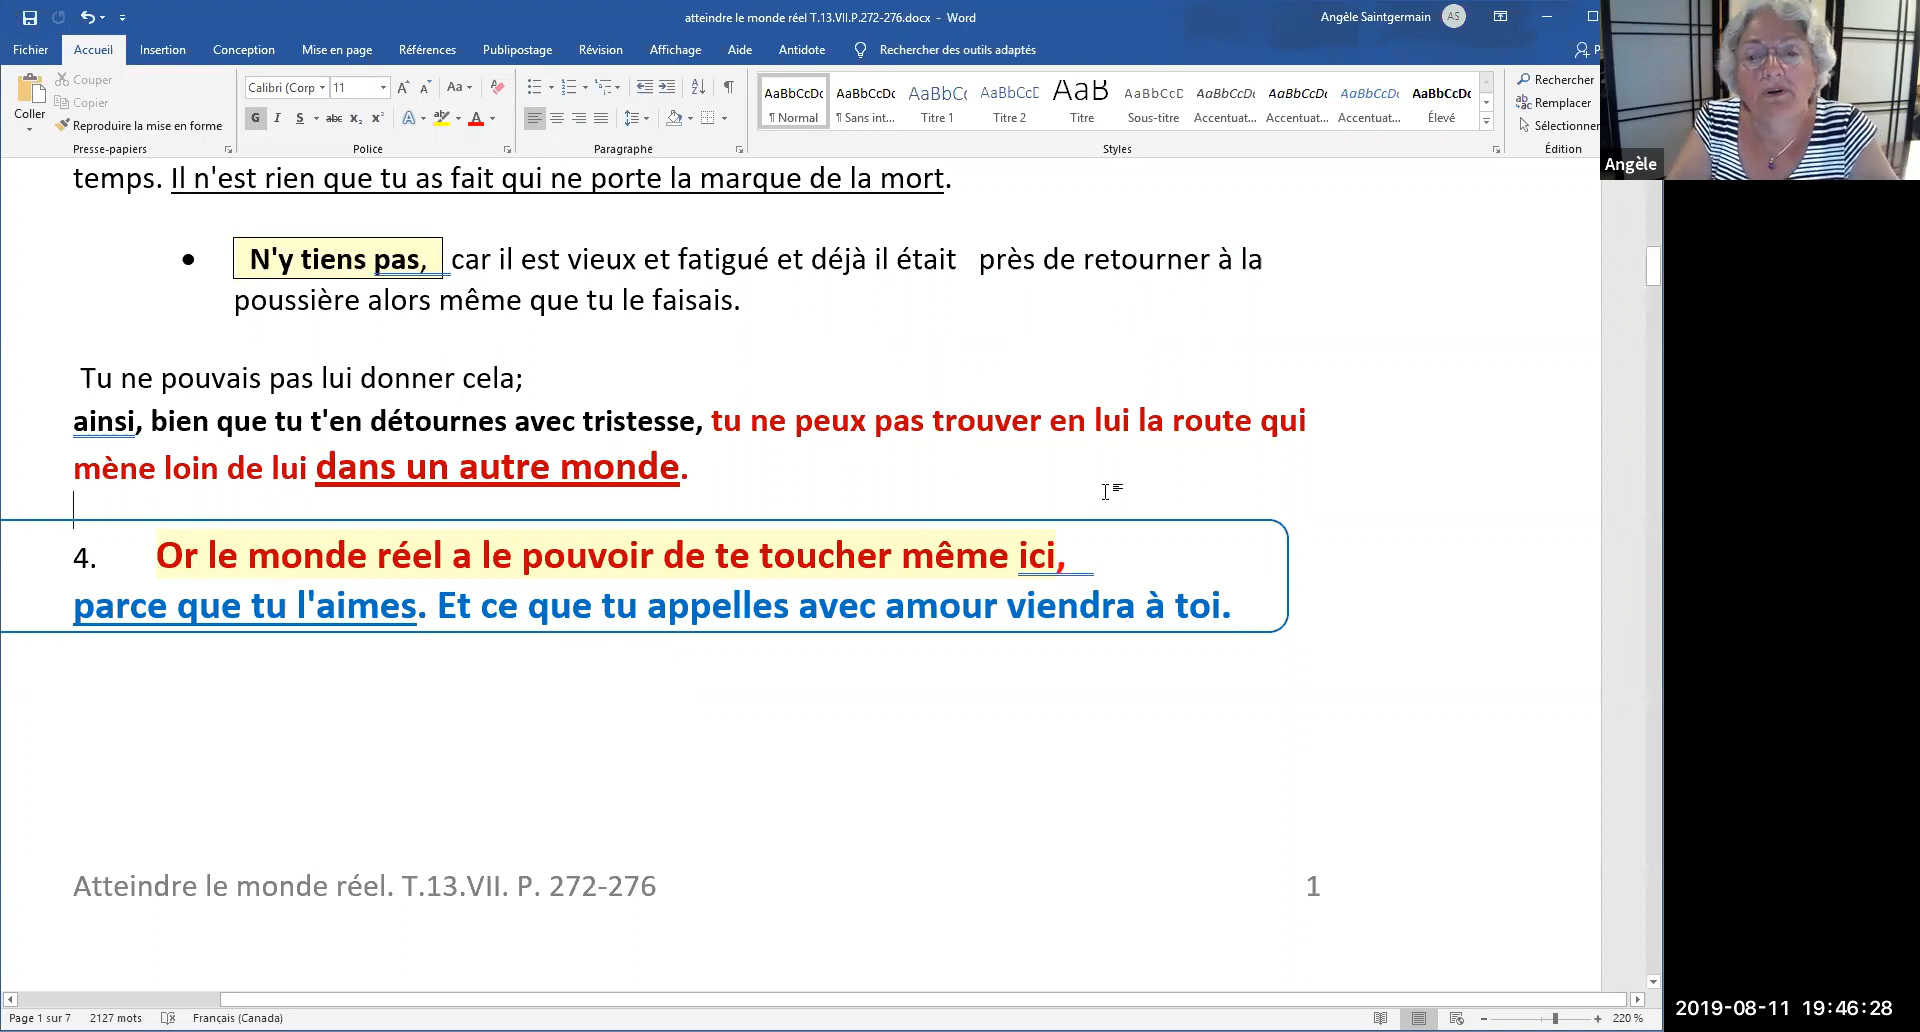 atteindre le monde réel T.13.VII.P.272-276.docx - Word
Angèle Saintgermain AS
Fichier Accueil Insertion Conception Mise en page Références Publipostage Révision Affichage Aide Antidote Rechercher des outils adaptés
Coller
Couper
Copier
Reproduire la mise en forme
Presse-papiers
Calibri (Corp 11
Police
Paragraphe
AaBbCcDc AaBbCcDc AaBbC( AaBbCcD AaB AaBbCcD AaBbCcDc AaBbCcDc AaBbCcDc AaBbCcDc
¶ Normal ¶ Sans int... Titre 1 Titre 2 Titre Sous-titre Accentuat... Accentuat... Accentuat... Élevé
Styles
Rechercher
Remplacer
Sélectionner
Édition
Angèle
temps. Il n'est rien que tu as fait qui ne porte la marque de la mort.
• N'y tiens pas, car il est vieux et fatigué et déjà il était près de retourner à la
poussière alors même que tu le faisais.
Tu ne pouvais pas lui donner cela;
ainsi, bien que tu t'en détournes avec tristesse, tu ne peux pas trouver en lui la route qui
mène loin de lui dans un autre monde.
4. Or le monde réel a le pouvoir de te toucher même ici,
parce que tu l'aimes. Et ce que tu appelles avec amour viendra à toi.
Atteindre le monde réel. T.13.VII. P. 272-276 1
Page 1 sur 7 2127 mots Français (Canada) 220 %
2019-08-11 19:46:28